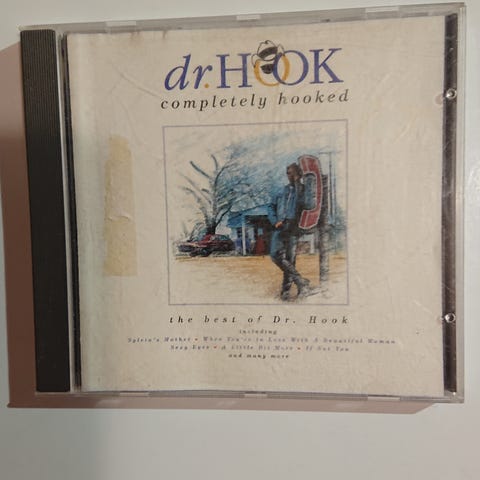 dr. HOOK
completely hooked
the best of Dr. Hook
including
Sylvia's Mother • When You're in Love With A Beautiful Woman
Sexy Eyes • A Little Bit More • If Not You
and many more